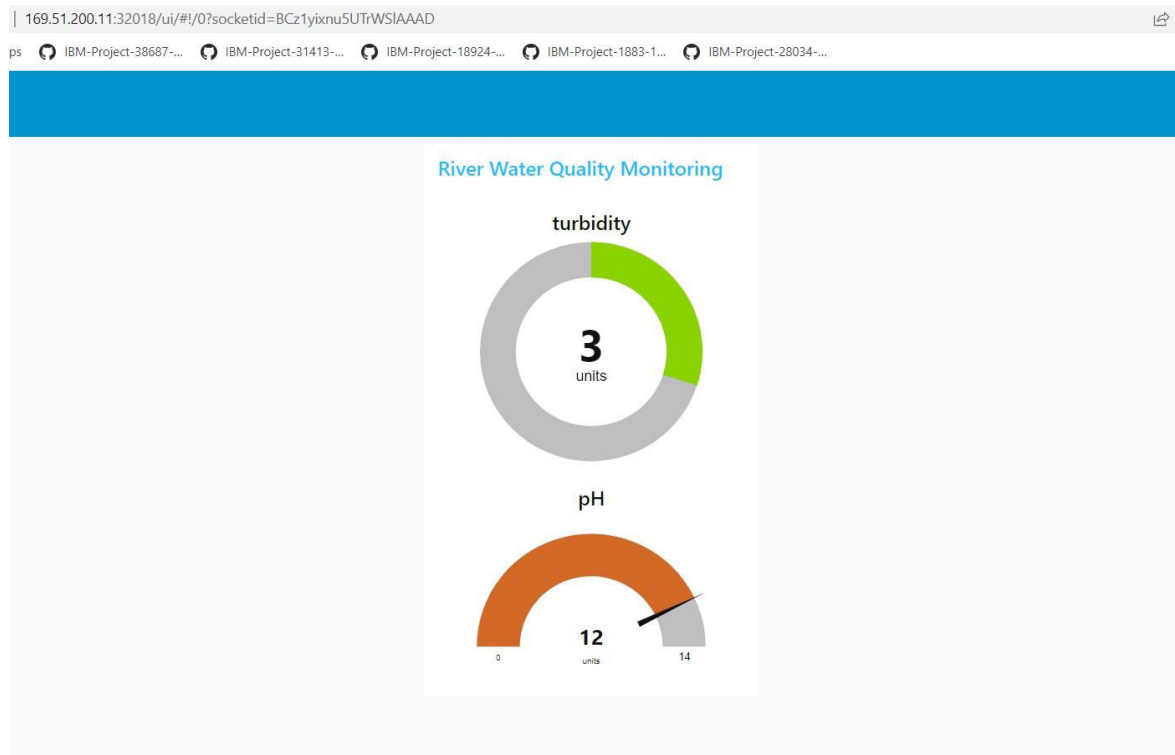 169.51.200.11:32018/ui/#!/0?socketid=BCz1yixnu5UTrWSlAAAD
ps IBM-Project-38687-... IBM-Project-31413-... IBM-Project-18924-... IBM-Project-1883-1... IBM-Project-28034-...
River Water Quality Monitoring
turbidity
3
units
pH
12
units
0
14